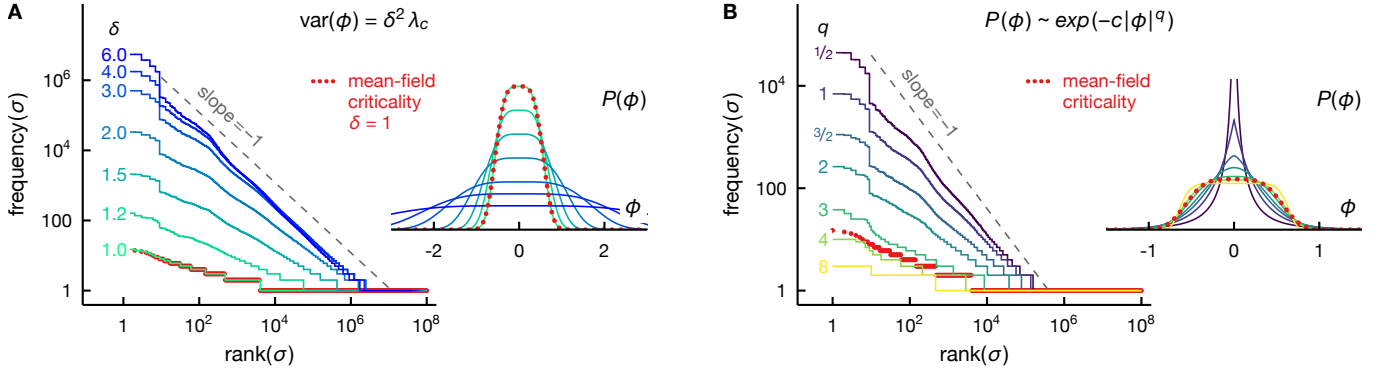 A
δ
var(ϕ) = δ² λ_c
6.0
4.0
3.0
2.0
1.5
1.2
1.0
10⁶
10⁴
100
1
frequency(σ)
slope=-1
mean-field
criticality
δ = 1
P(ϕ)
ϕ
−2
0
2
1
10²
10⁴
10⁶
10⁸
rank(σ)
B
q
P(ϕ) ~ exp(−c|ϕ|^q)
1/2
1
3/2
2
3
4
8
10⁴
100
1
frequency(σ)
slope=-1
mean-field
criticality
P(ϕ)
ϕ
−1
0
1
1
10²
10⁴
10⁶
10⁸
rank(σ)